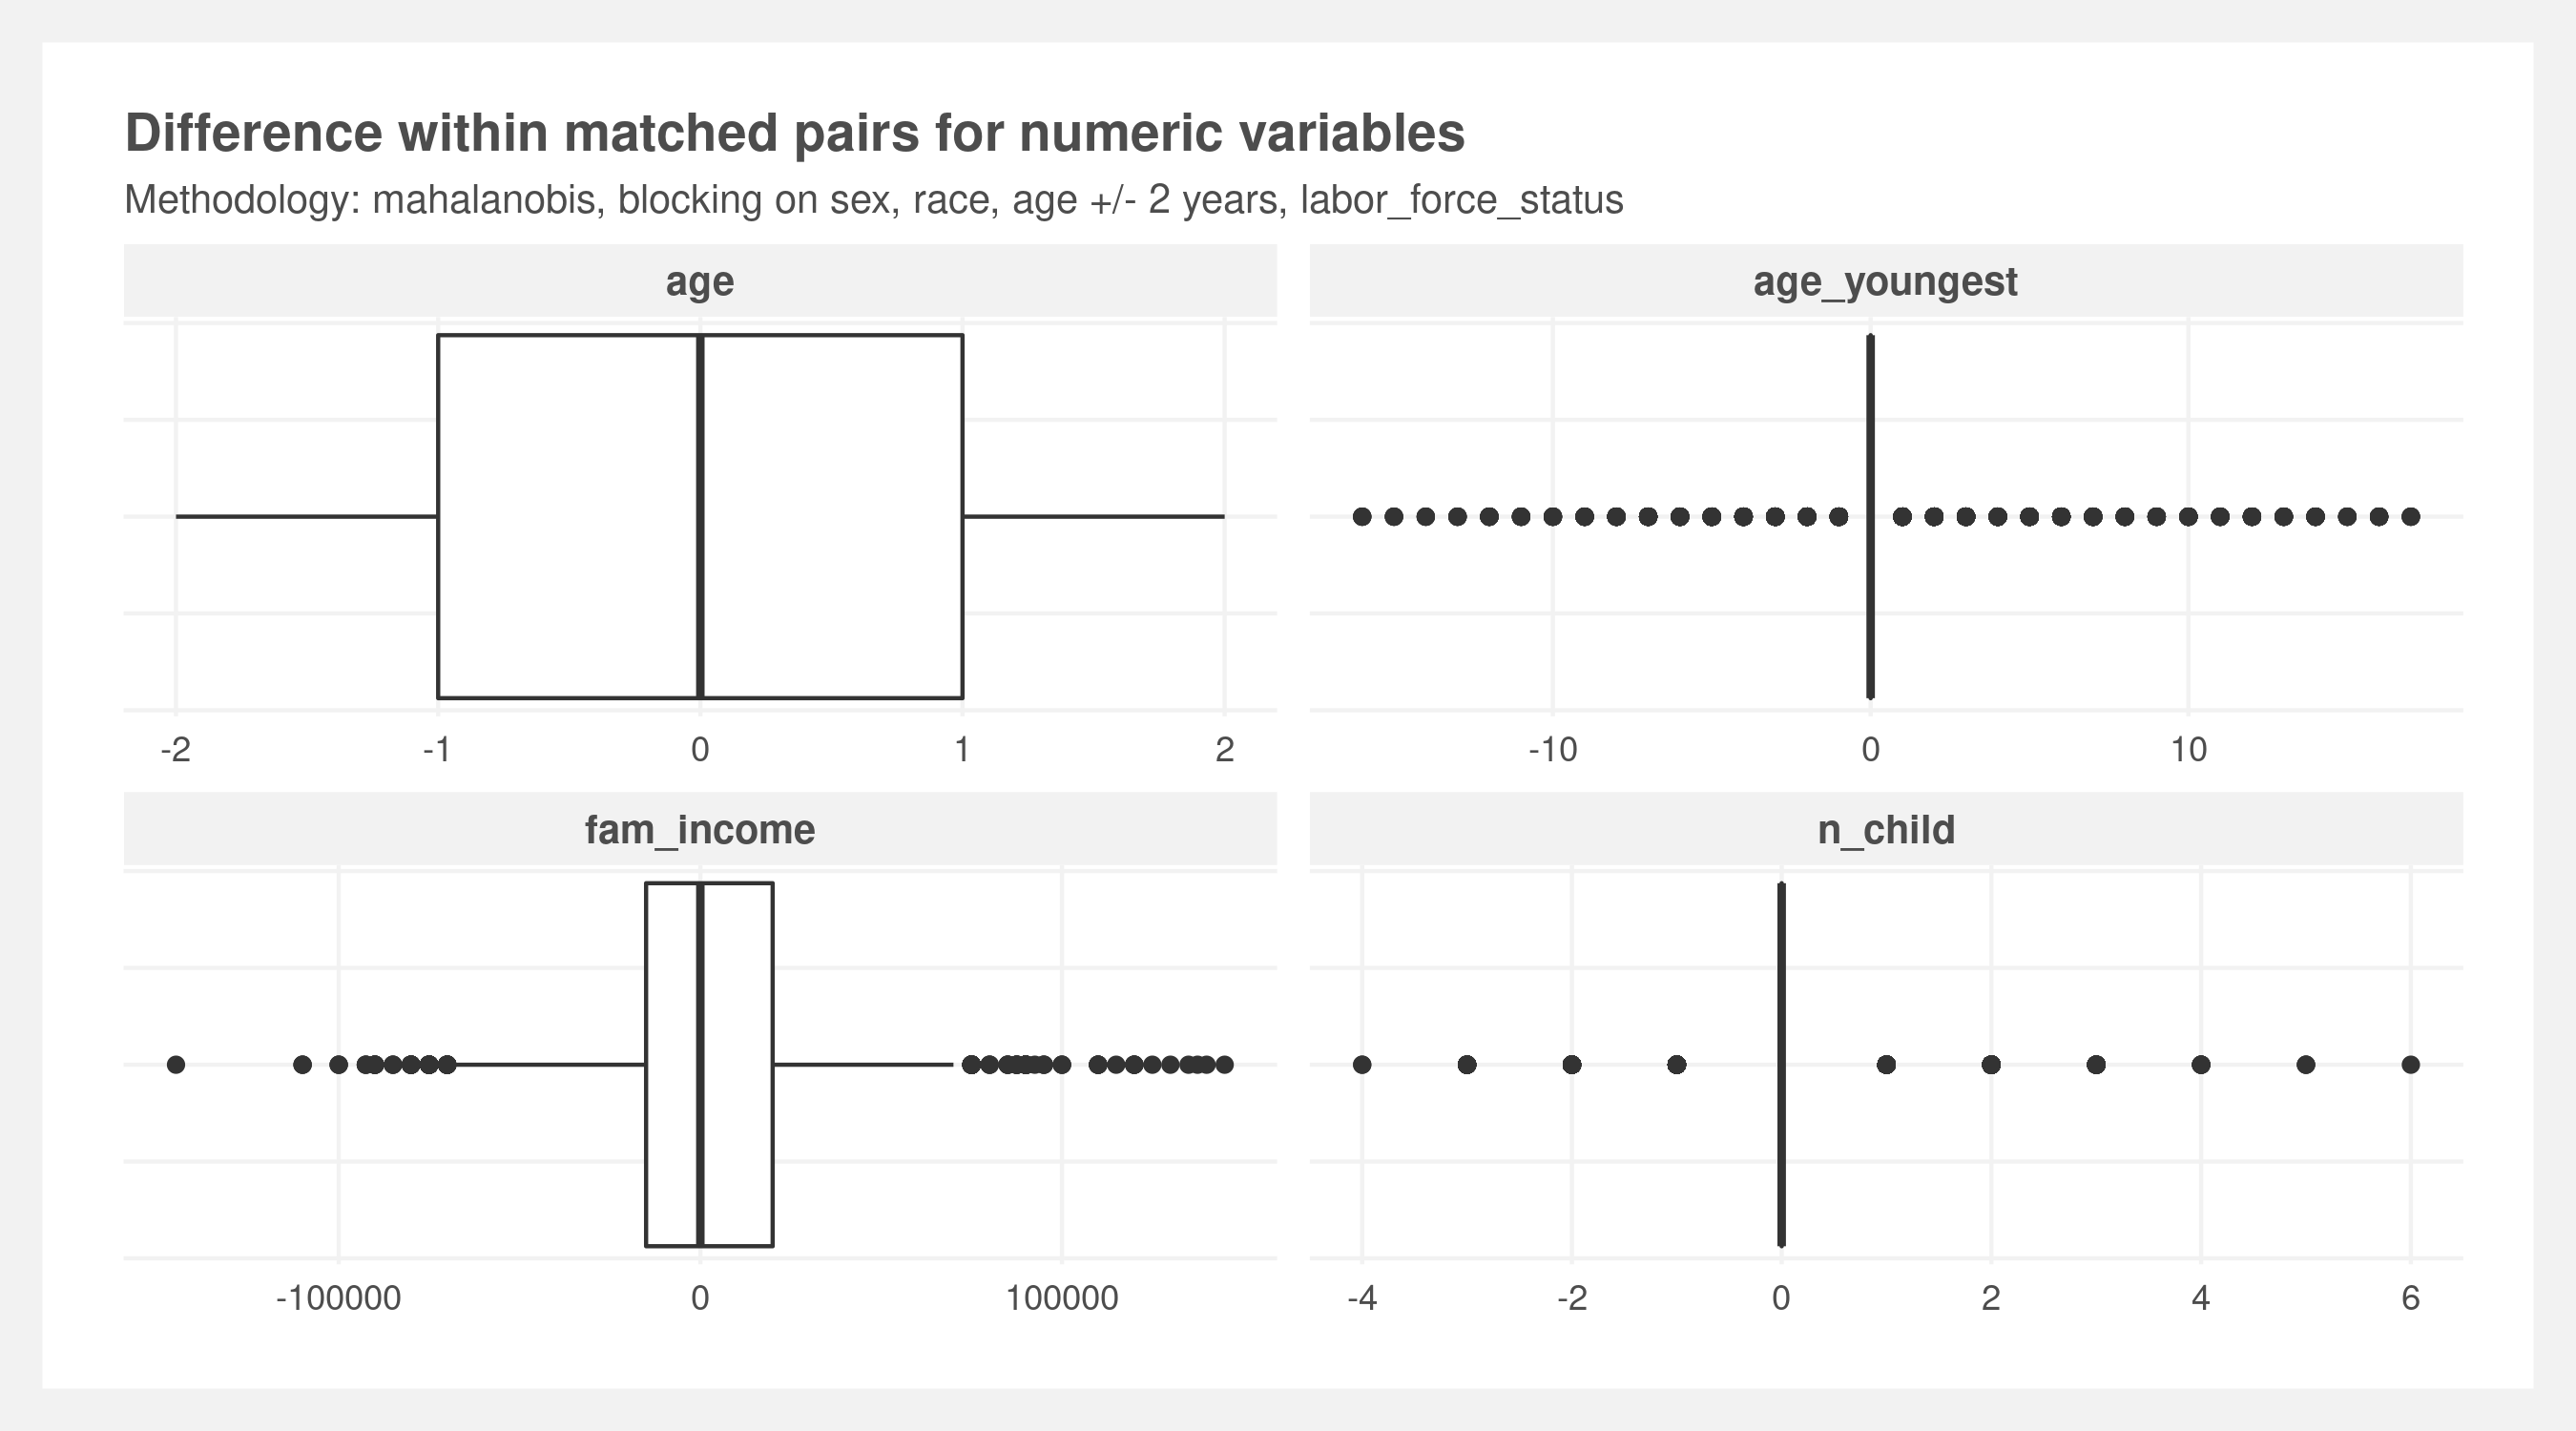 Difference within matched pairs for numeric variables
Methodology: mahalanobis, blocking on sex, race, age +/- 2 years, labor_force_status
age
age_youngest
-2 -1 0 1 2
-10 0 10
fam_income
n_child
-100000 0 100000
-4 -2 0 2 4 6